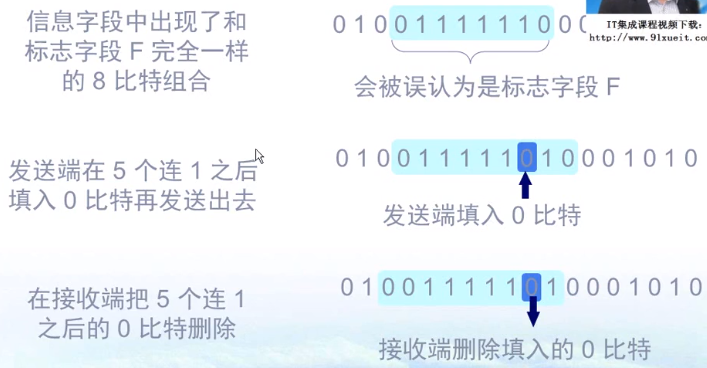 信息字段中出现了和
标志字段 F 完全一样
的 8 比特组合
0 1 0 0 1 1 1 1 1 1 0 0 0
IT集成课程视频下载:
http://www.91xueit.com
会被误认为是标志字段 F
发送端在 5 个连 1 之后
填入 0 比特再发送出去
0 1 0 0 1 1 1 1 1 0 1 0 0 0 1 0 1 0
发送端填入 0 比特
在接收端把 5 个连 1
之后的 0 比特删除
0 1 0 0 1 1 1 1 1 0 1 0 0 0 1 0 1 0
接收端删除填入的 0 比特